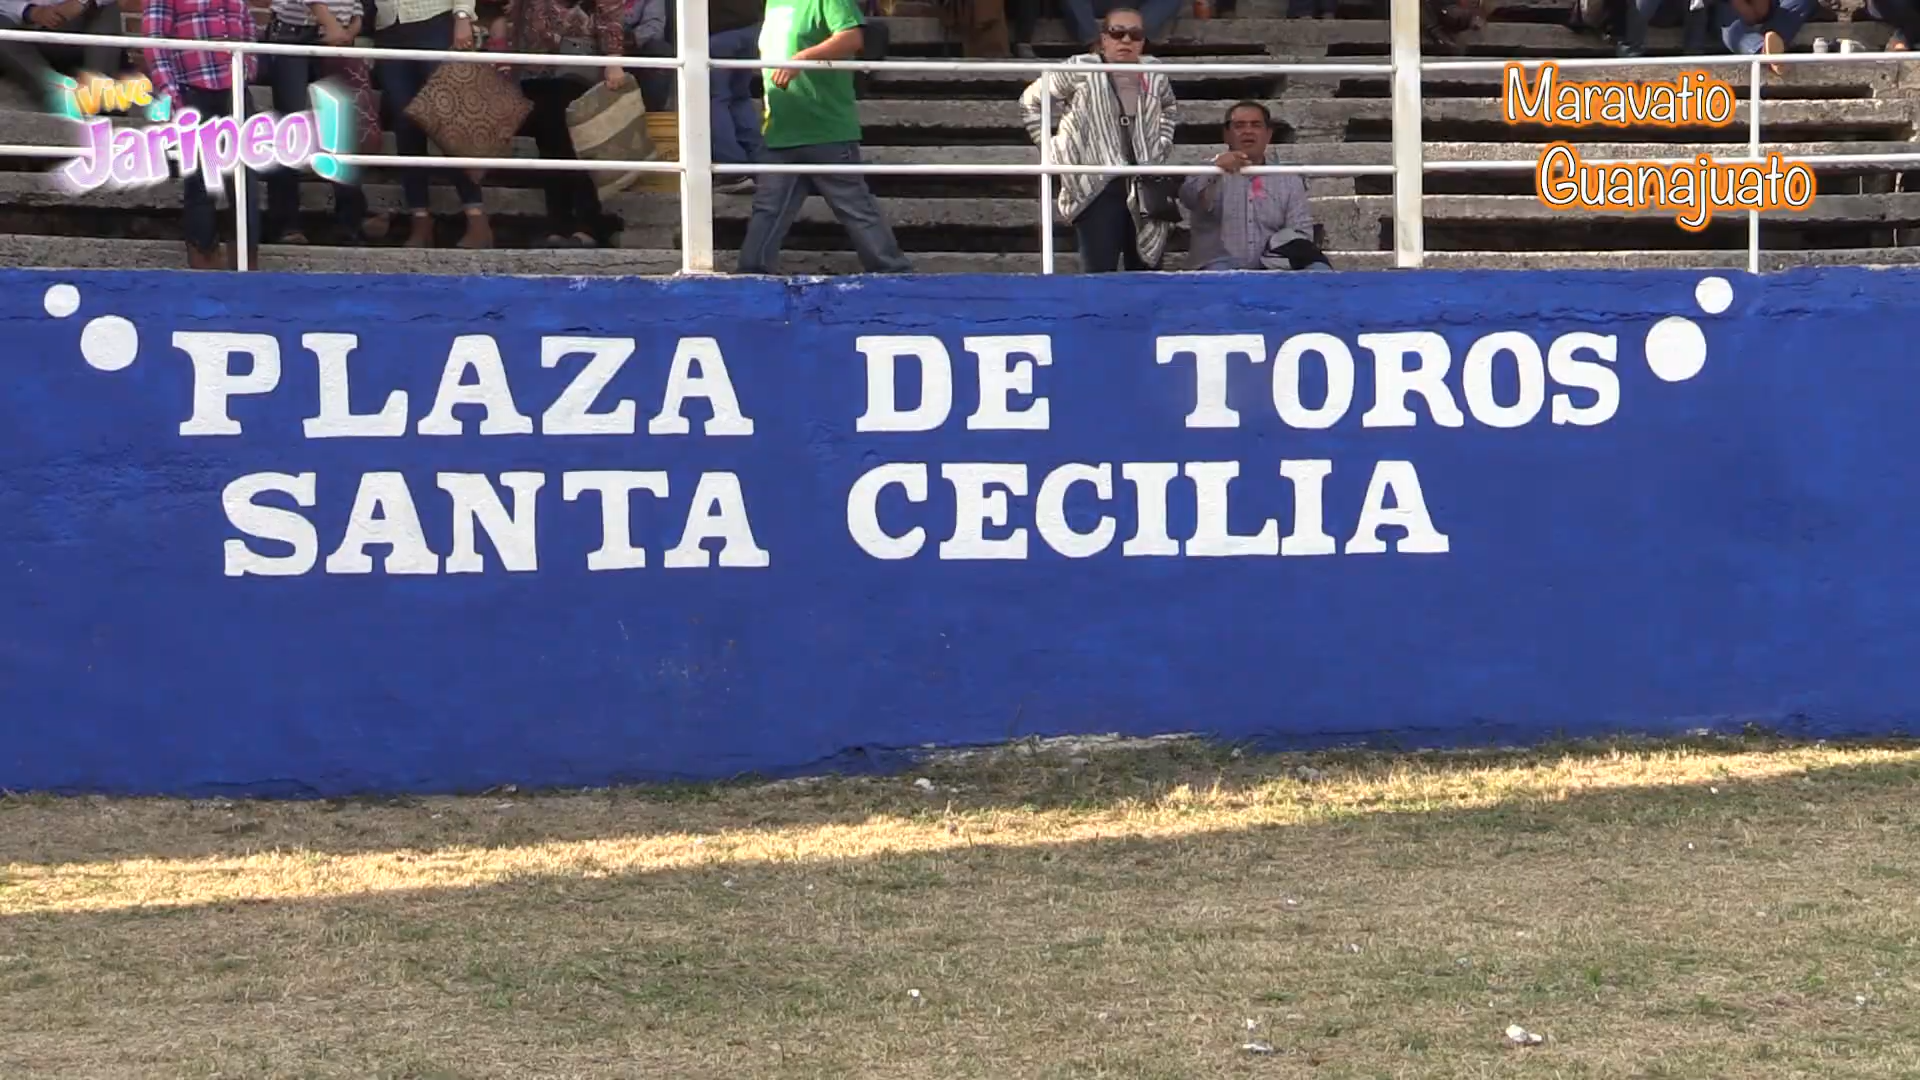 ¡Vive el
Jaripeo!
Maravatio
Guanajuato
PLAZA DE TOROS
SANTA CECILIA